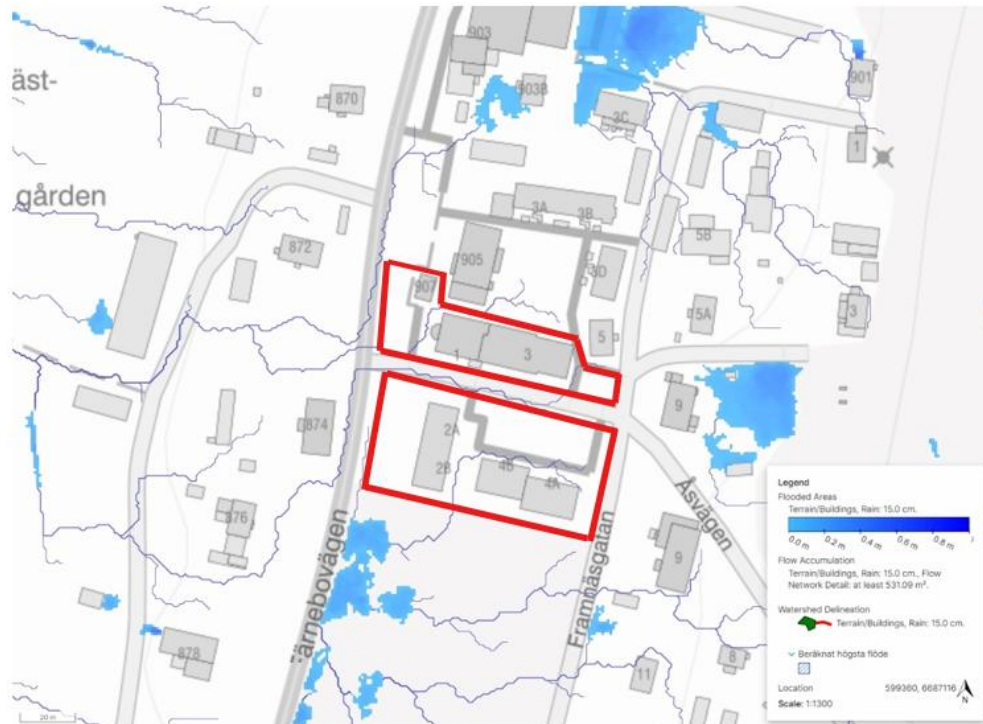 903
903B
901
äst-
870
3C
1
gården
3A
3B
872
5B
905
3D
907
5A
3
5
1
3
9
2A
874
2B
4B
4A
Åsvägen
876
9
ärnebovägen
Framnäsgatan
878
8
11
20 m
Legend
Flooded Areas
Terrain/Buildings, Rain: 15.0 cm.
0.0 m 0.2 m 0.4 m 0.6 m 0.8 m
Flow Accumulation
Terrain/Buildings, Rain: 15.0 cm., Flow
Network Detail: at least 531.09 m².
Watershed Delineation
Terrain/Buildings, Rain: 15.0 cm.
Beräknat högsta flöde
Location 599360, 6687116
Scale: 1:1300